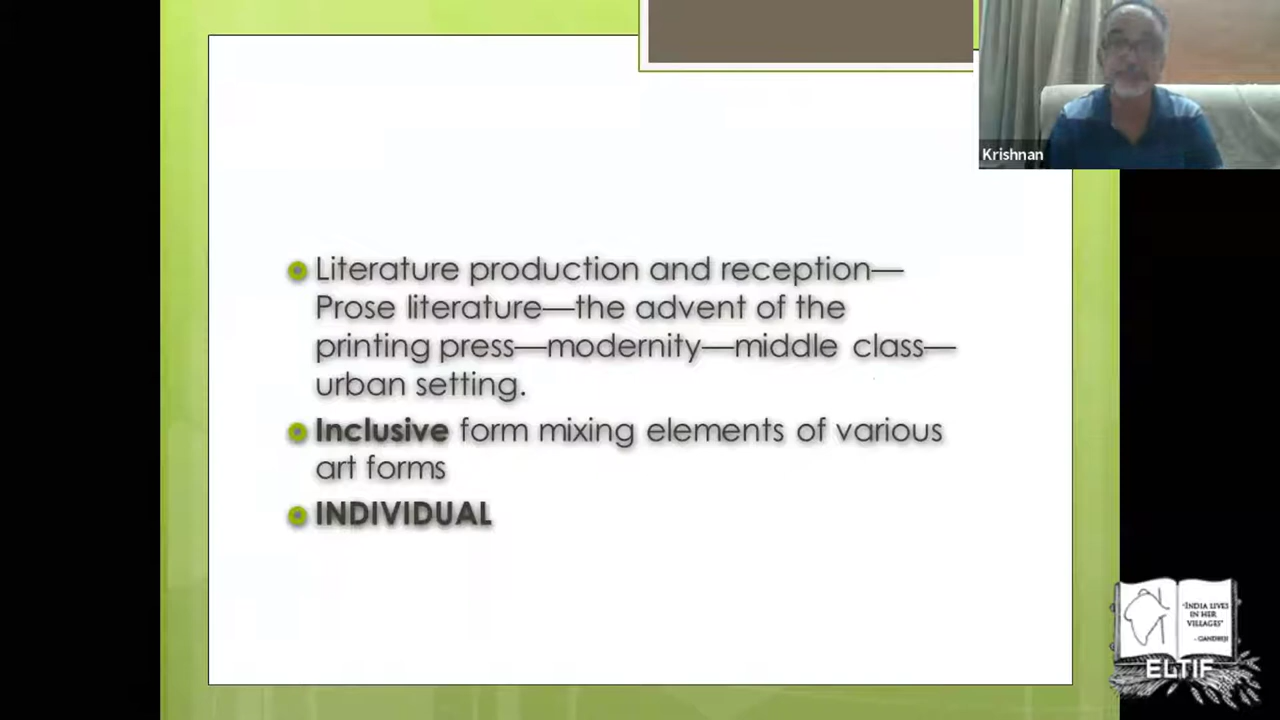 Krishnan
Literature production and reception—
Prose literature—the advent of the
printing press—modernity—middle class—
urban setting.
Inclusive form mixing elements of various
art forms
INDIVIDUAL
"INDIA LIVES
IN HER
VILLAGES"
- GANDHIJI
ELTIF